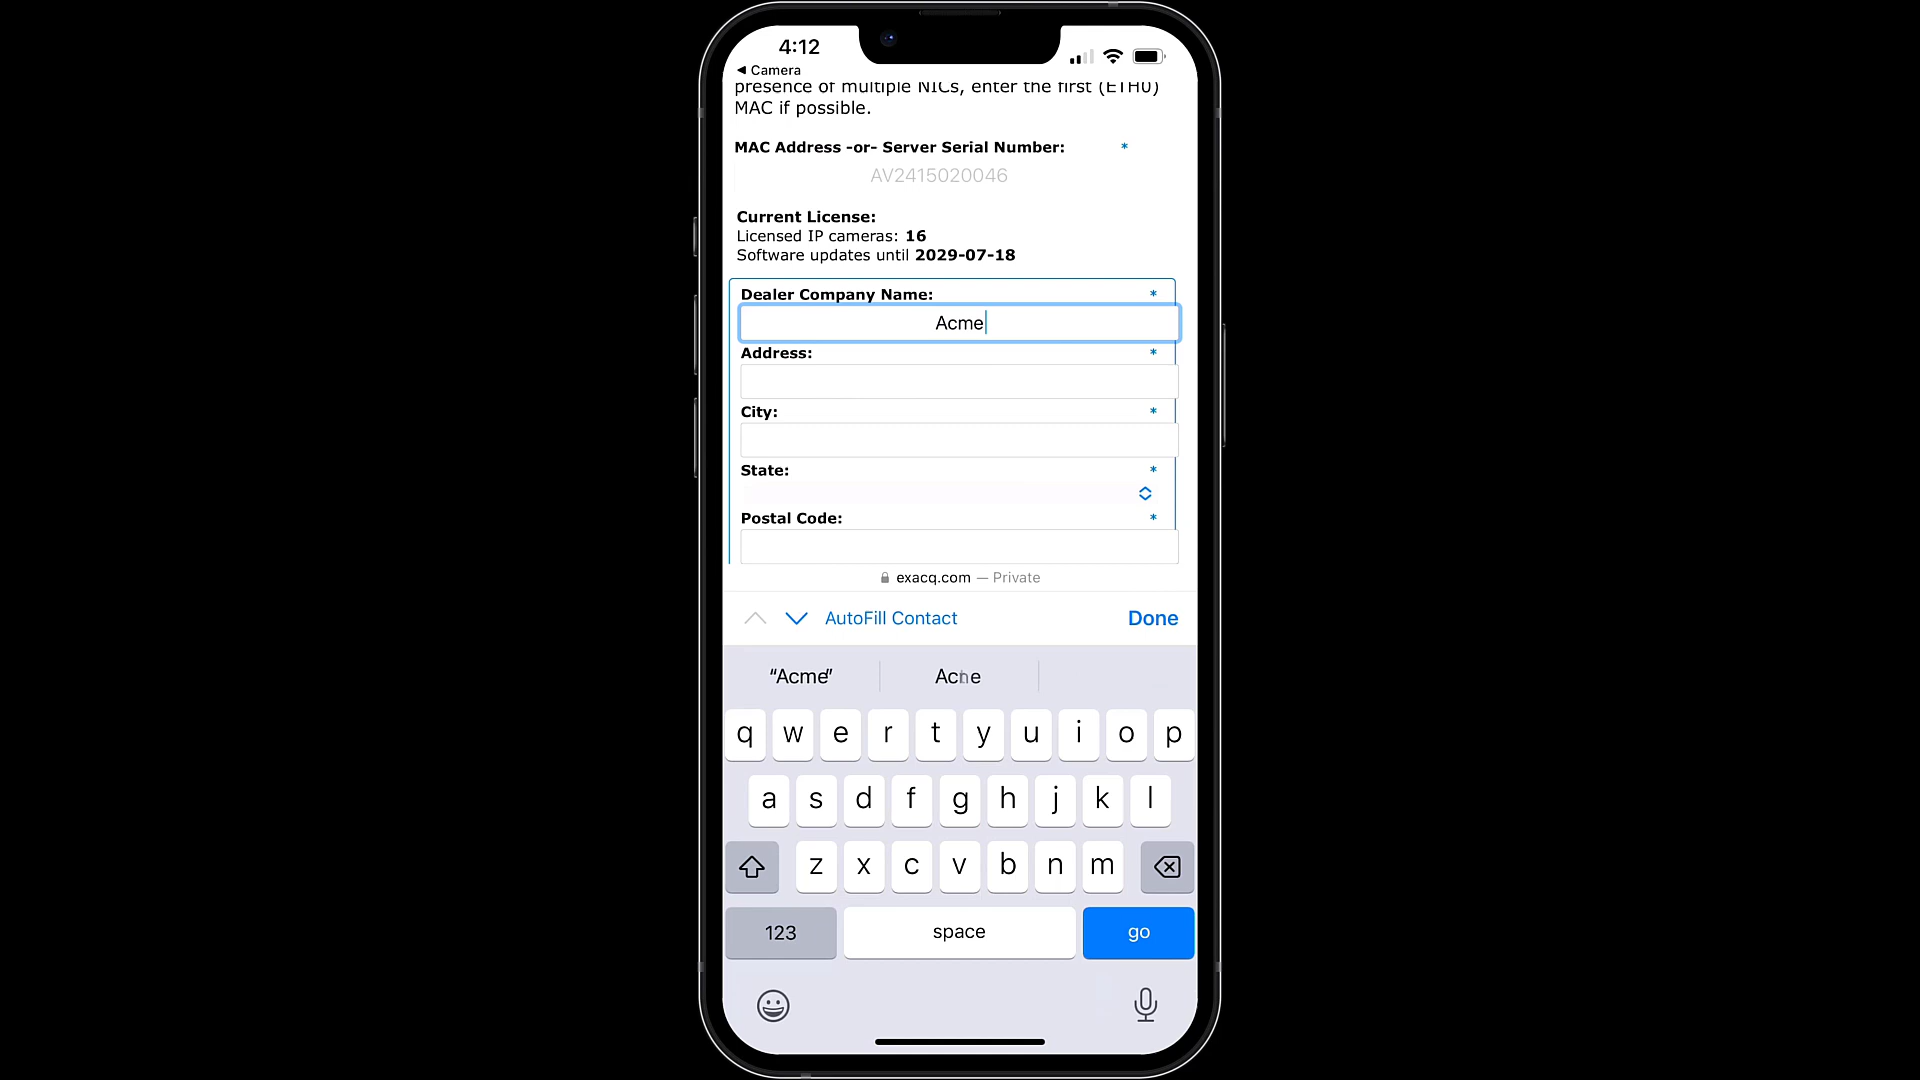 4:12
◀ Camera
presence of multiple NICs, enter the first (ETH0)
MAC if possible.
MAC Address -or- Server Serial Number: *
AV2415020046
Current License:
Licensed IP cameras: 16
Software updates until 2029-07-18
Dealer Company Name: *
Acme
Address: *
City: *
State: *
Postal Code: *
exacq.com — Private
AutoFill Contact Done
“Acme”
q w e r t y u i o p
a s d f g h j k l
z x c v b n m
123 space go